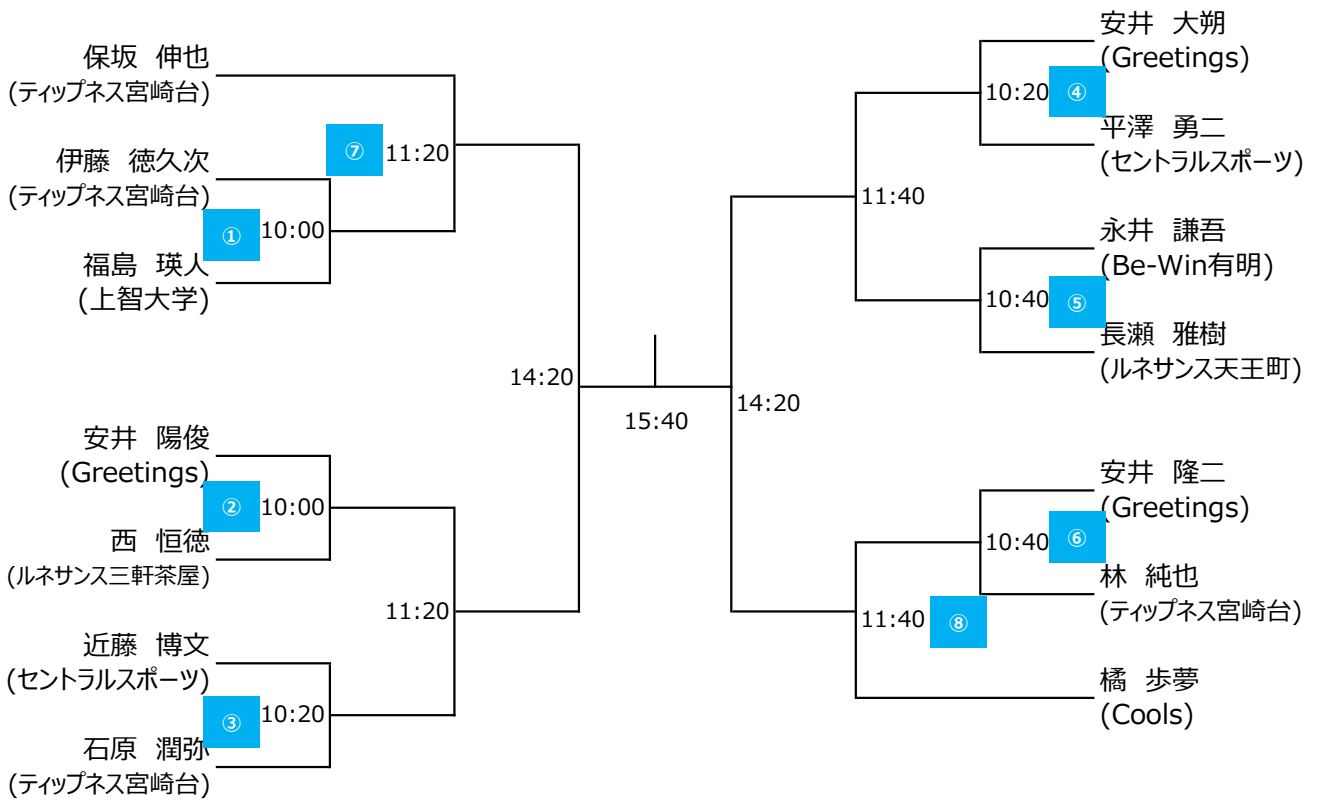 保坂 伸也
(ティップネス宮崎台)
⑦ 11:20
伊藤 徳久次
(ティップネス宮崎台)
① 10:00
福島 瑛人
(上智大学)
14:20
安井 陽俊
(Greetings)
② 10:00
西 恒徳
(ルネサンス三軒茶屋)
11:20
近藤 博文
(セントラルスポーツ)
③ 10:20
石原 潤弥
(ティップネス宮崎台)
15:40
安井 大朔
(Greetings)
10:20 ④
平澤 勇二
(セントラルスポーツ)
11:40
永井 謙吾
(Be-Win有明)
10:40 ⑤
長瀬 雅樹
(ルネサンス天王町)
14:20
安井 隆二
(Greetings)
10:40 ⑥
林 純也
(ティップネス宮崎台)
11:40 ⑧
橘 歩夢
(Cools)